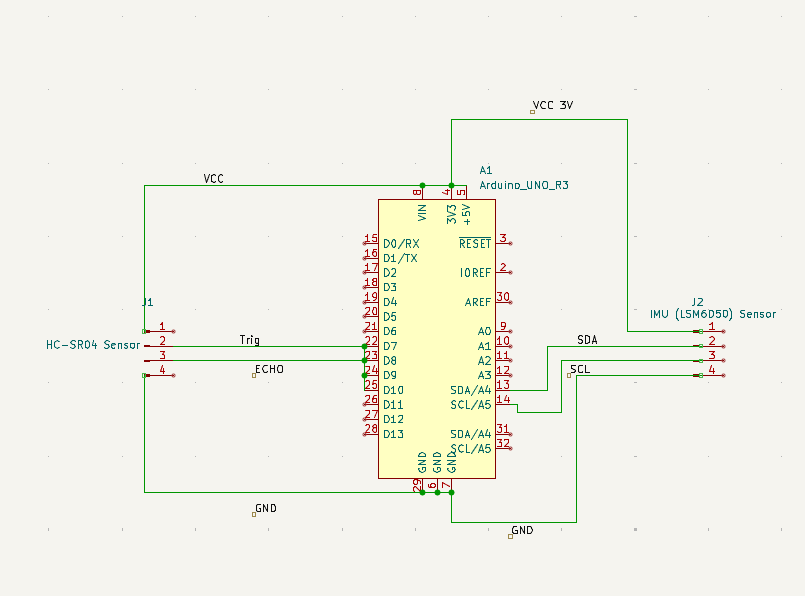 VCC 3V
A1
Arduino_UNO_R3
VCC
8
4
5
VIN
3V3
+5V
15 D0/RX
RESET 3
16 D1/TX
17 D2
IOREF 2
18 D3
19 D4
AREF 30
20 D5
21 D6
A0 9
22 D7
A1 10
23 D8
A2 11
24 D9
A3 12
25 D10
SDA/A4 13
26 D11
SCL/A5 14
27 D12
28 D13
SDA/A4 31
SCL/A5 32
GND
GND
GND
29
6
7
J1
HC-SR04 Sensor
1
2
3
4
Trig
ECHO
J2
IMU (LSM6D50) Sensor
1
2
3
4
SDA
SCL
GND
GND